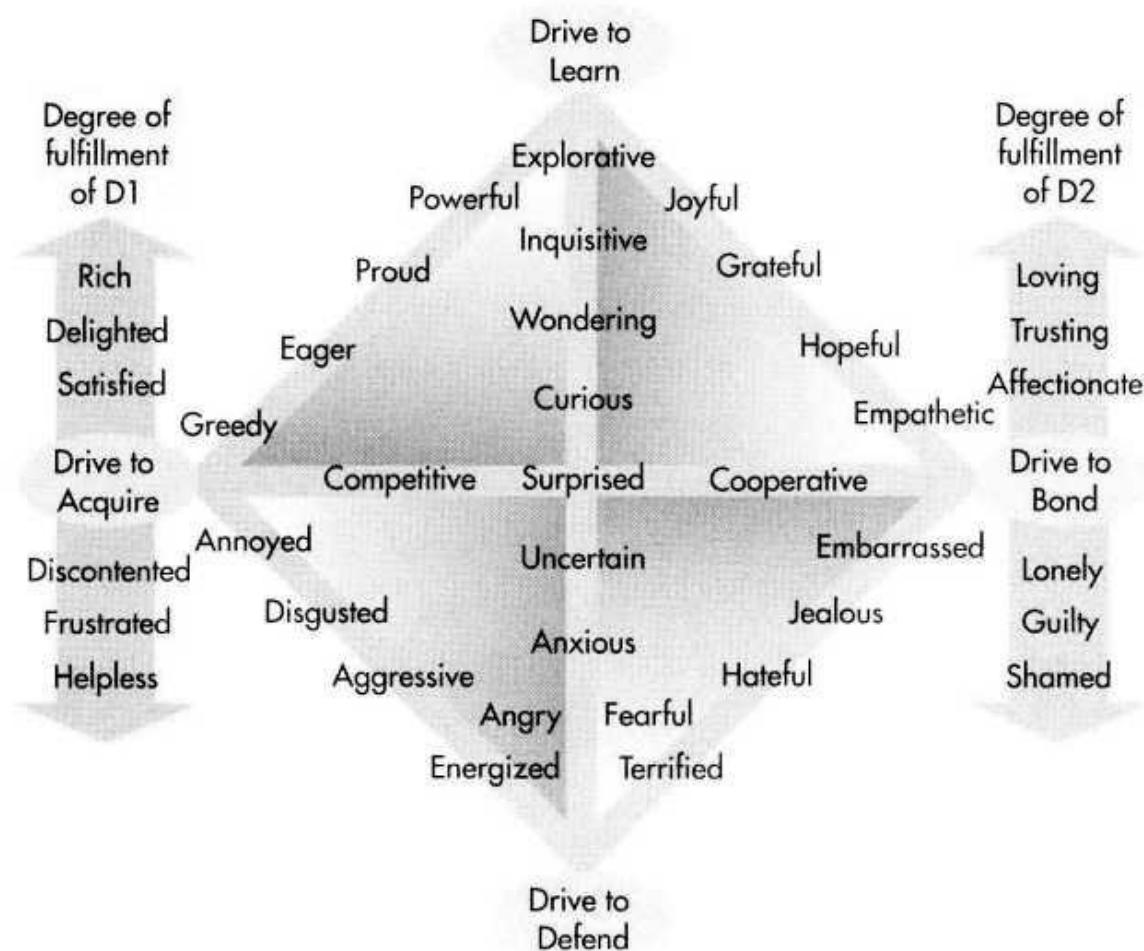 Drive to
Learn
Degree of
fulfillment
of D1
Degree of
fulfillment
of D2
Explorative
Powerful
Joyful
Inquisitive
Proud
Grateful
Rich
Loving
Delighted
Wondering
Trusting
Eager
Hopeful
Satisfied
Curious
Affectionate
Greedy
Empathetic
Drive to
Acquire
Competitive
Surprised
Cooperative
Drive to
Bond
Annoyed
Uncertain
Embarrassed
Discontented
Lonely
Disgusted
Jealous
Frustrated
Anxious
Guilty
Helpless
Aggressive
Hateful
Shamed
Angry
Fearful
Energized
Terrified
Drive to
Defend